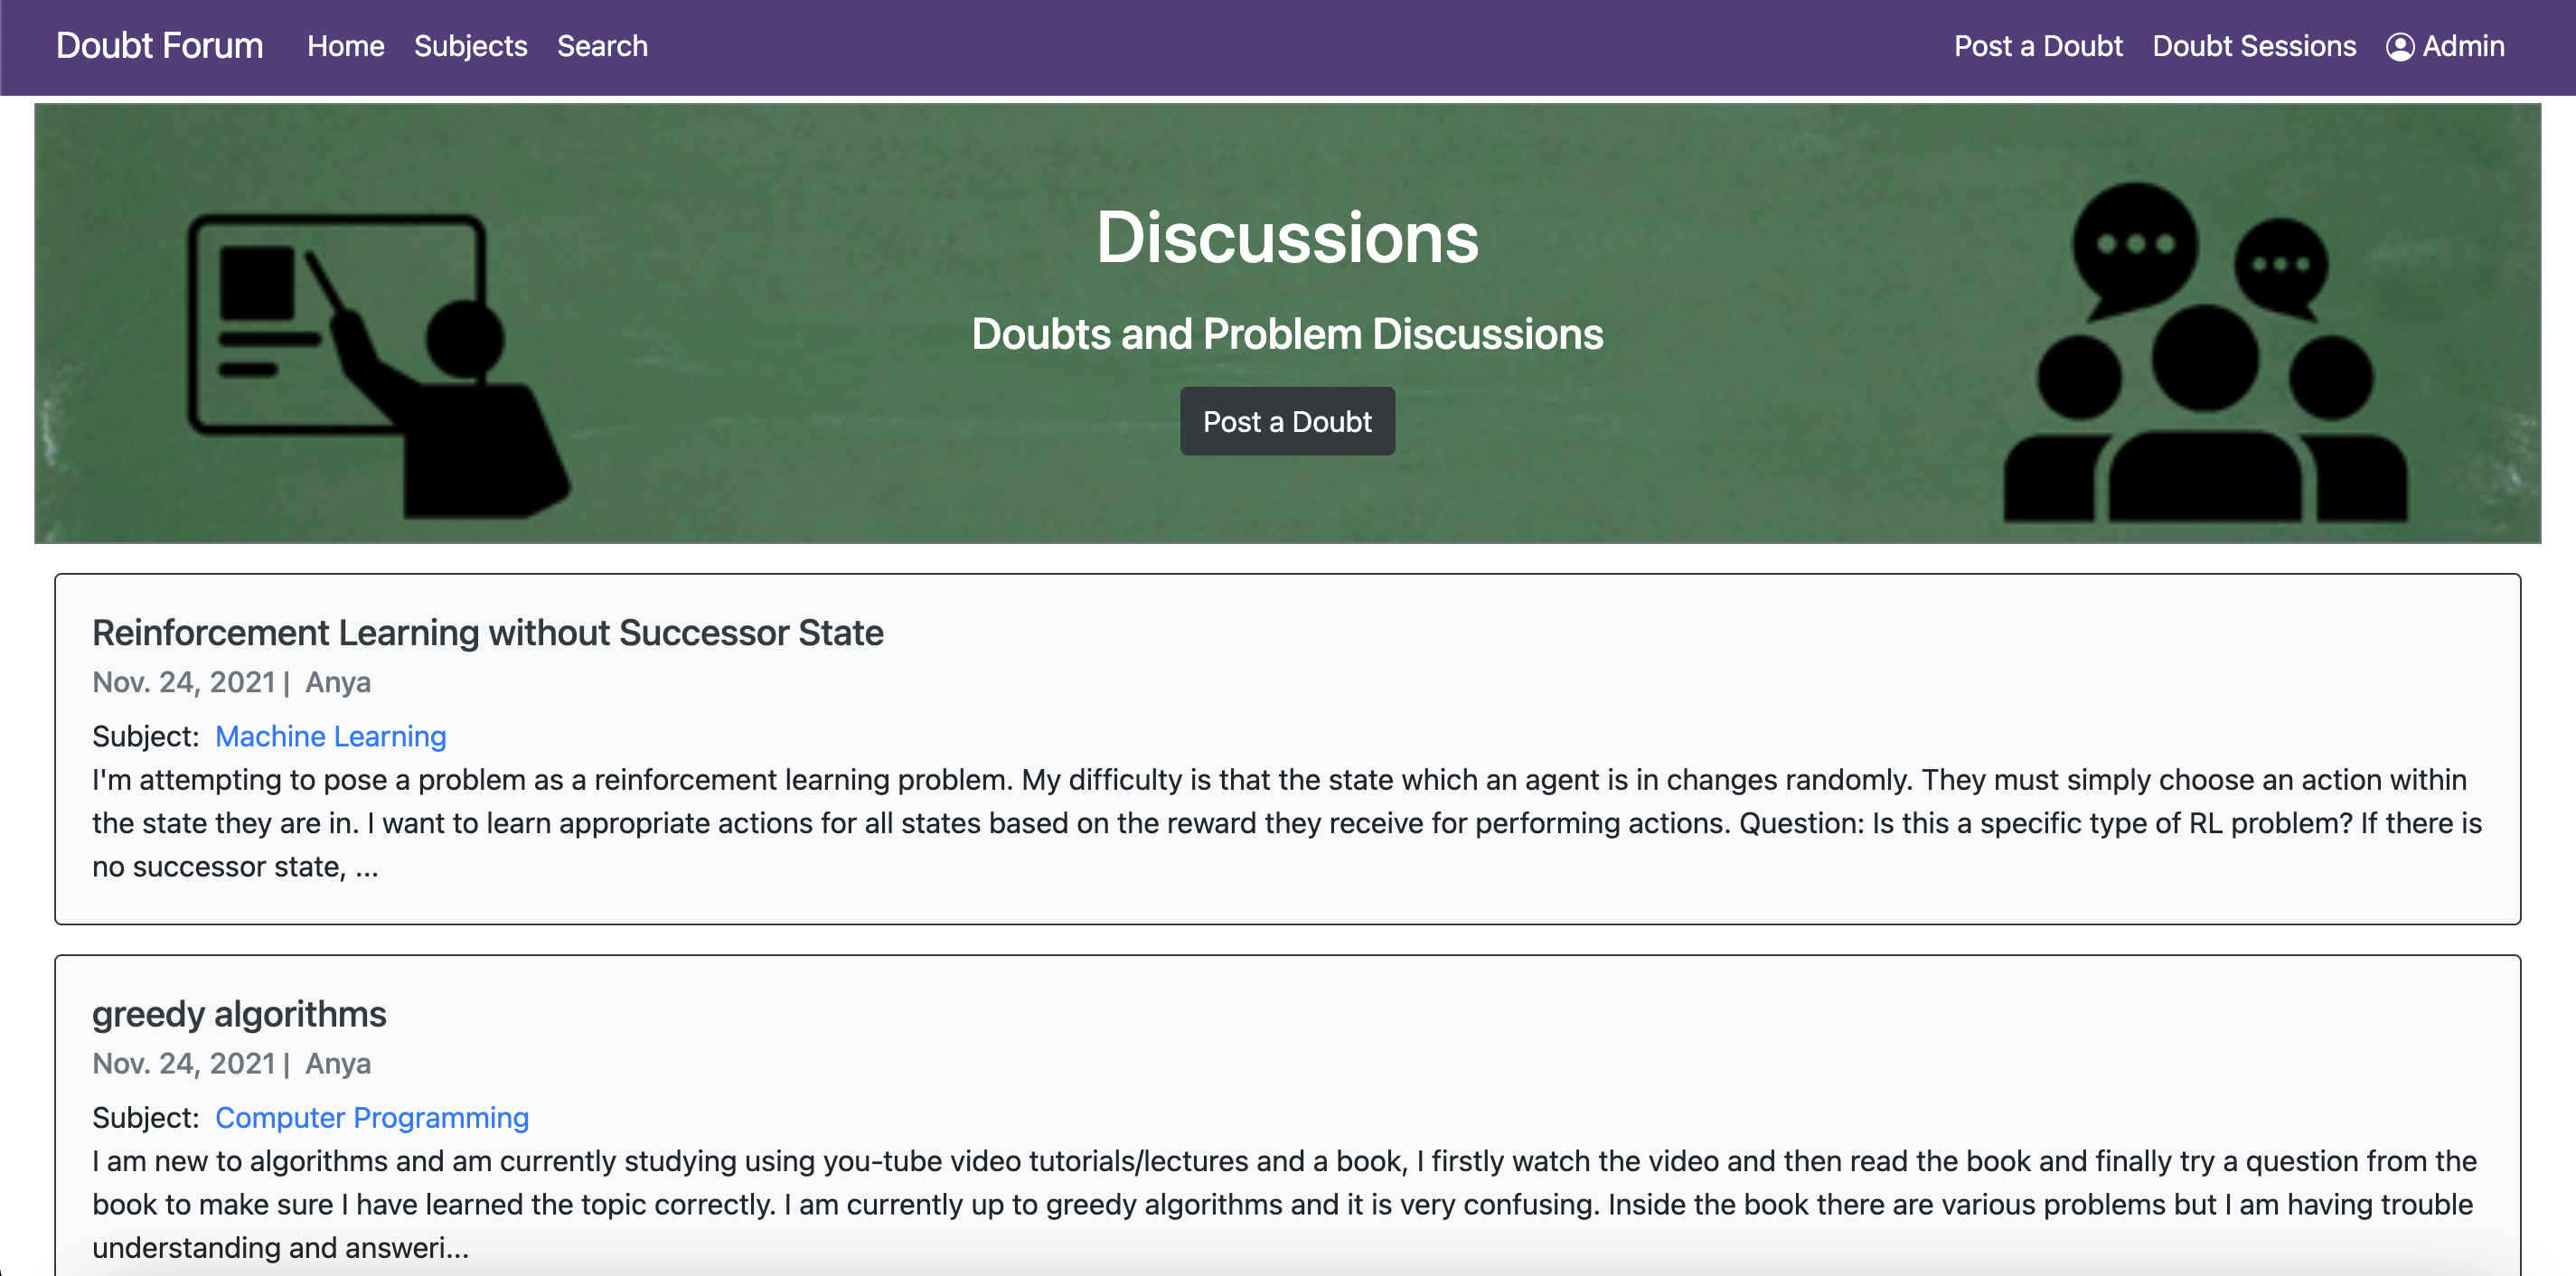 Doubt Forum Home Subjects Search Post a Doubt Doubt Sessions Admin
Discussions
Doubts and Problem Discussions
Post a Doubt
Reinforcement Learning without Successor State
Nov. 24, 2021 | Anya
Subject: Machine Learning
I'm attempting to pose a problem as a reinforcement learning problem. My difficulty is that the state which an agent is in changes randomly. They must simply choose an action within
the state they are in. I want to learn appropriate actions for all states based on the reward they receive for performing actions. Question: Is this a specific type of RL problem? If there is
no successor state, ...
greedy algorithms
Nov. 24, 2021 | Anya
Subject: Computer Programming
I am new to algorithms and am currently studying using you-tube video tutorials/lectures and a book, I firstly watch the video and then read the book and finally try a question from the
book to make sure I have learned the topic correctly. I am currently up to greedy algorithms and it is very confusing. Inside the book there are various problems but I am having trouble
understanding and answeri...